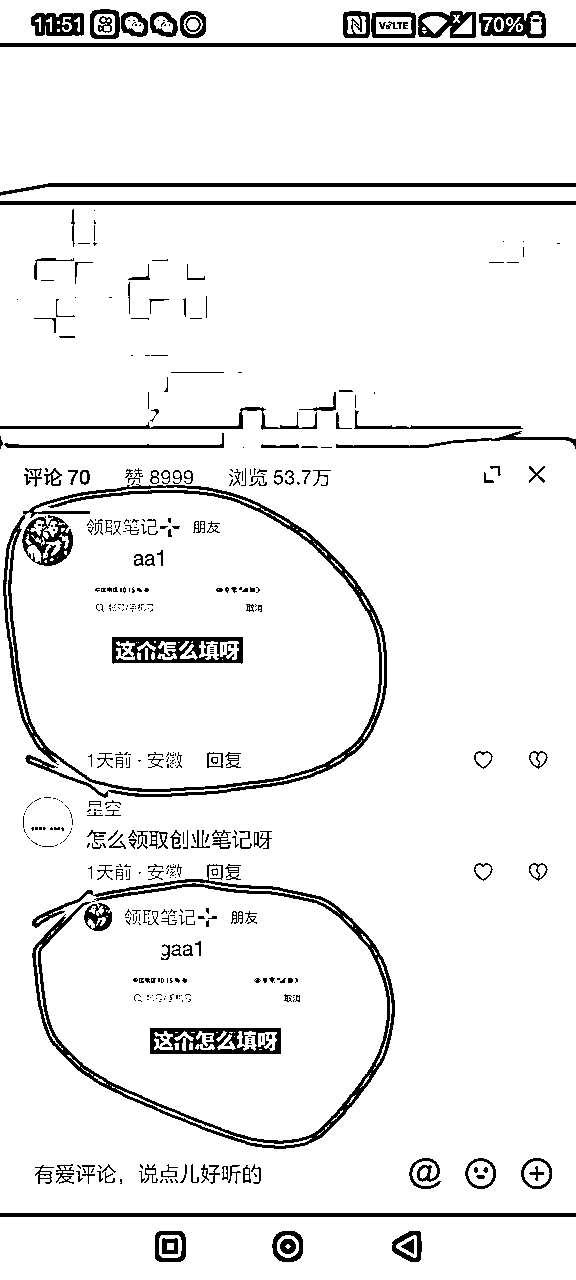 11:51 VoLTE 70%
评论 70 赞 8999 浏览 53.7万
领取笔记 朋友
aa1
取消
这个怎么填呀
1天前 · 安徽 回复
星空
怎么领取创业笔记呀
1天前 · 安徽 回复
领取笔记 朋友
gaa1
取消
这个怎么填呀
有爱评论，说点儿好听的